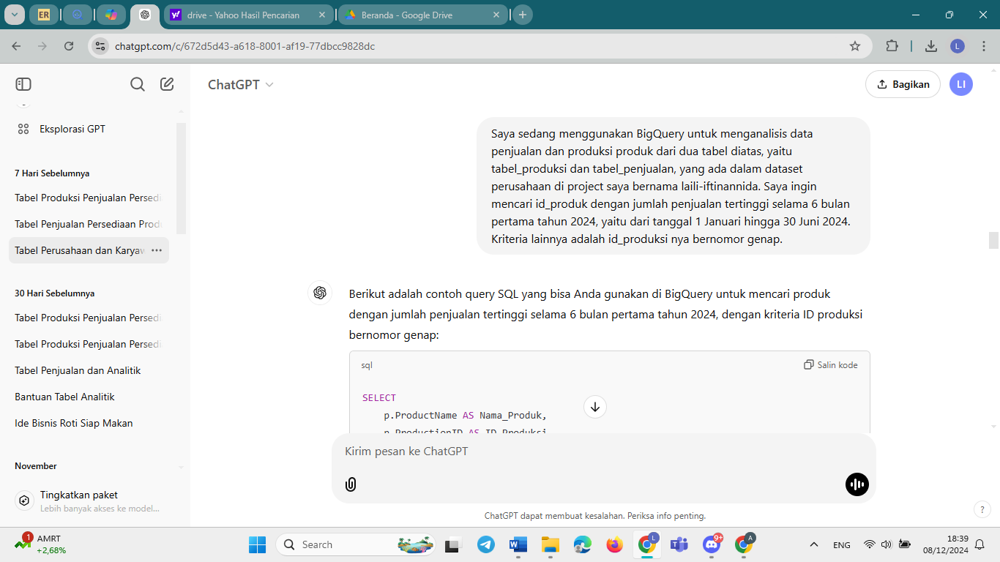 ER
drive - Yahoo Hasil Pencarian
Beranda - Google Drive
chatgpt.com/c/672d5d43-a618-8001-af19-77dbcc9828dc
L
ChatGPT
Bagikan
LI
Eksplorasi GPT
7 Hari Sebelumnya
Tabel Produksi Penjualan Persedi
Tabel Penjualan Persediaan Prod
Tabel Perusahaan dan Karyaw
30 Hari Sebelumnya
Tabel Produksi Penjualan Persedi
Tabel Produksi Penjualan Persedi
Tabel Penjualan dan Analitik
Bantuan Tabel Analitik
Ide Bisnis Roti Siap Makan
November
Tingkatkan paket
Lebih banyak akses ke model...
Saya sedang menggunakan BigQuery untuk menganalisis data
penjualan dan produksi produk dari dua tabel diatas, yaitu
tabel_produksi dan tabel_penjualan, yang ada dalam dataset
perusahaan di project saya bernama laili-iftinannida. Saya ingin
mencari id_produk dengan jumlah penjualan tertinggi selama 6 bulan
pertama tahun 2024, yaitu dari tanggal 1 Januari hingga 30 Juni 2024.
Kriteria lainnya adalah id_produksi nya bernomor genap.
Berikut adalah contoh query SQL yang bisa Anda gunakan di BigQuery untuk mencari produk
dengan jumlah penjualan tertinggi selama 6 bulan pertama tahun 2024, dengan kriteria ID produksi
bernomor genap:
sql
Salin kode
SELECT
p.ProductName AS Nama_Produk,
p.ProductionID AS ID_Produksi,
Kirim pesan ke ChatGPT
ChatGPT dapat membuat kesalahan. Periksa info penting.
?
1
AMRT
+2,68%
Search
L
9+
A
ENG
18:39
08/12/2024